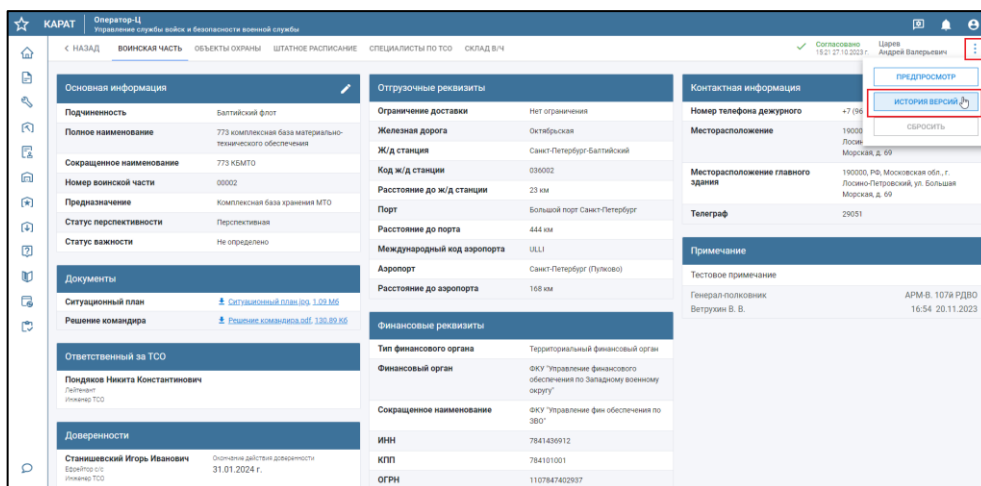 КАРАТ
Оператор-Ц
Управление службы войск и безопасности военной службы
< НАЗАД ВОИНСКАЯ ЧАСТЬ ОБЪЕКТЫ ОХРАНЫ ШТАТНОЕ РАСПИСАНИЕ СПЕЦИАЛИСТЫ ПО ТСО СКЛАД В/Ч
Согласовано
15:21 27.10.2023 г.
Царев
Андрей Валерьевич
ПРЕДПРОСМОТР
ИСТОРИЯ ВЕРСИЙ
СБРОСИТЬ
Основная информация
Подчиненность Балтийский флот
Полное наименование 773 комплексная база материально-
технического обеспечения
Сокращенное наименование 773 КБМТО
Номер воинской части 00002
Предназначение Комплексная база хранения МТО
Статус перспективности Перспективная
Статус важности Не определено
Документы
Ситуационный план Ситуационный план.jpg, 1.09 Мб
Решение командира Решение командира.pdf, 130.89 Кб
Ответственный за ТСО
Пондяков Никита Константинович
Лейтенант
Инженер ТСО
Доверенности
Станишевский Игорь Иванович
Ефрейтор с/с
Инженер ТСО
Окончание действия доверенности
31.01.2024 г.
Отгрузочные реквизиты
Ограничение доставки Нет ограничения
Железная дорога Октябрьская
Ж/д станция Санкт-Петербург-Балтийский
Код ж/д станции 036002
Расстояние до ж/д станции 23 км
Порт Большой порт Санкт-Петербург
Расстояние до порта 444 км
Международный код аэропорта ULLI
Аэропорт Санкт-Петербург (Пулково)
Расстояние до аэропорта 168 км
Финансовые реквизиты
Тип финансового органа Территориальный финансовый орган
Финансовый орган ФКУ "Управление финансового
обеспечения по Западному военному
округу"
Сокращенное наименование ФКУ "Управление фин обеспечения по
ЗВО"
ИНН 7841436912
КПП 784101001
ОГРН 1107847402937
Контактная информация
Номер телефона дежурного +7 (96
Месторасположение 19000
Лосин
Морская, д. 69
Месторасположение главного
здания
190000, РФ, Московская обл., г.
Лосино-Петровский, ул. Большая
Морская, д. 69
Телеграф 29051
Примечание
Тестовое примечание
Генерал-полковник АРМ-В. 107й РДВО
Ветрухин В. В. 16:54 20.11.2023